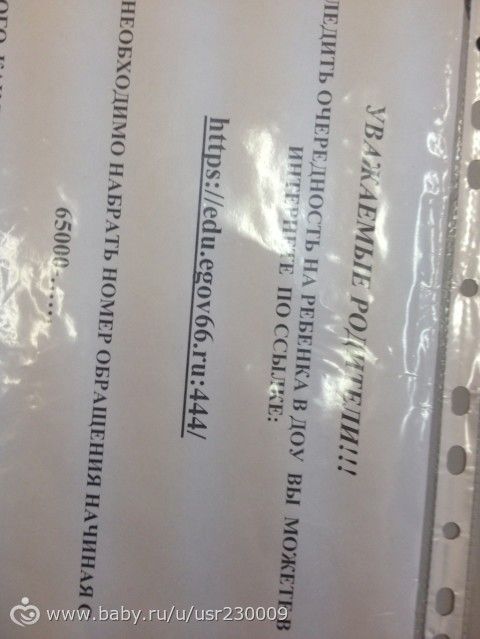 УВАЖАЕМЫЕ РОДИТЕЛИ!!!
ЛЕДИТЬ ОЧЕРЕДНОСТЬ НА РЕБЕНКА В ДОУ ВЫ МОЖЕТЕ В
ИНТЕРНЕТЕ ПО ССЫЛКЕ:
https://edu.egov66.ru:444/
НЕОБХОДИМО НАБРАТЬ НОМЕР ОБРАЩЕНИЯ НАЧИНАЯ С
65000-......
www.baby.ru/u/usr230009